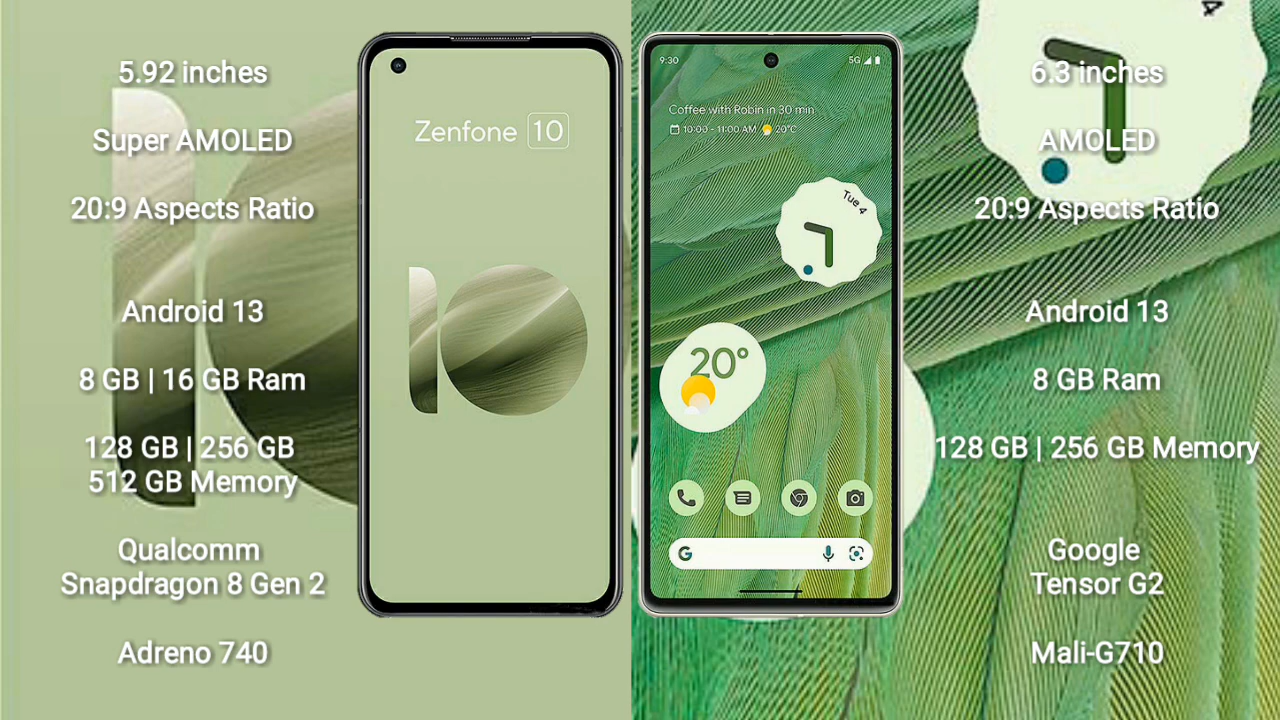 5.92 inches
Super AMOLED
20:9 Aspects Ratio
Android 13
8 GB | 16 GB Ram
128 GB | 256 GB
512 GB Memory
Qualcomm
Snapdragon 8 Gen 2
Adreno 740
Zenfone 10
10
9:30
5G
Coffee with Robin in 30 min
10:00 - 11:00 AM 20°C
Tue 4
20°
G
4
6.3 inches
AMOLED
20:9 Aspects Ratio
Android 13
8 GB Ram
128 GB | 256 GB Memory
Google
Tensor G2
Mali-G710